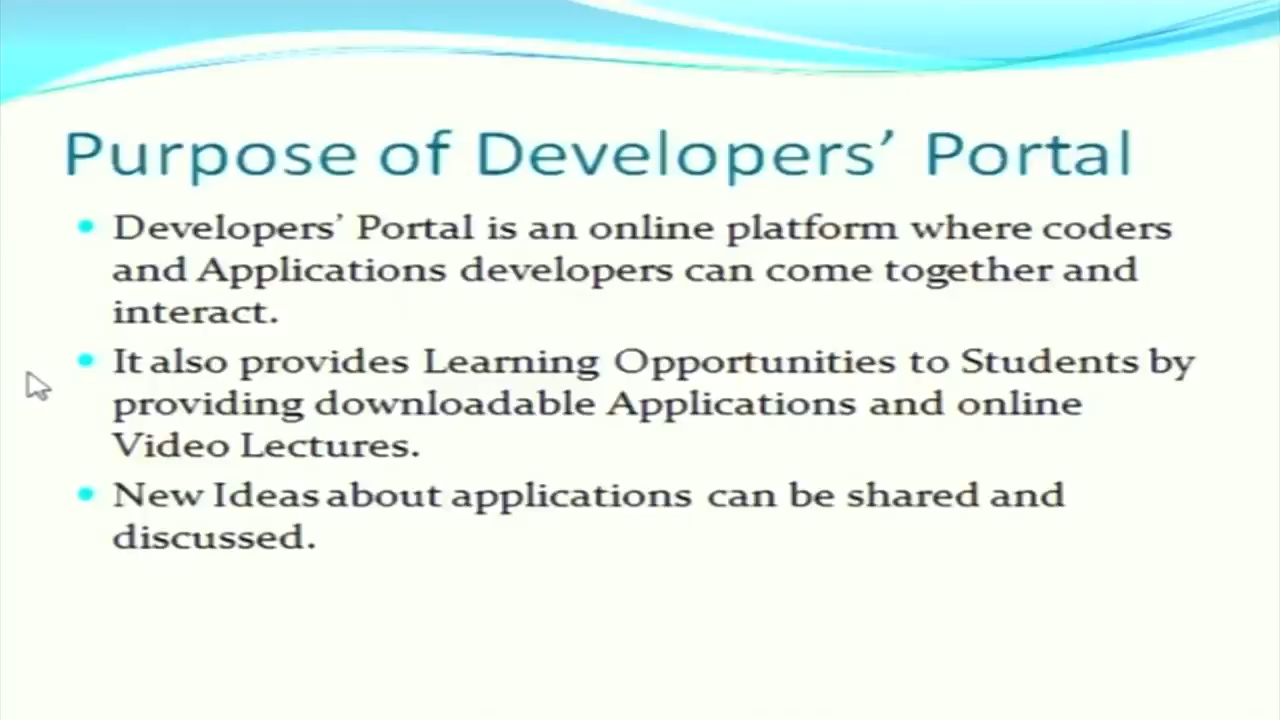 Purpose of Developers’ Portal
• Developers’ Portal is an online platform where coders
and Applications developers can come together and
interact.
• It also provides Learning Opportunities to Students by
providing downloadable Applications and online
Video Lectures.
• New Ideas about applications can be shared and
discussed.